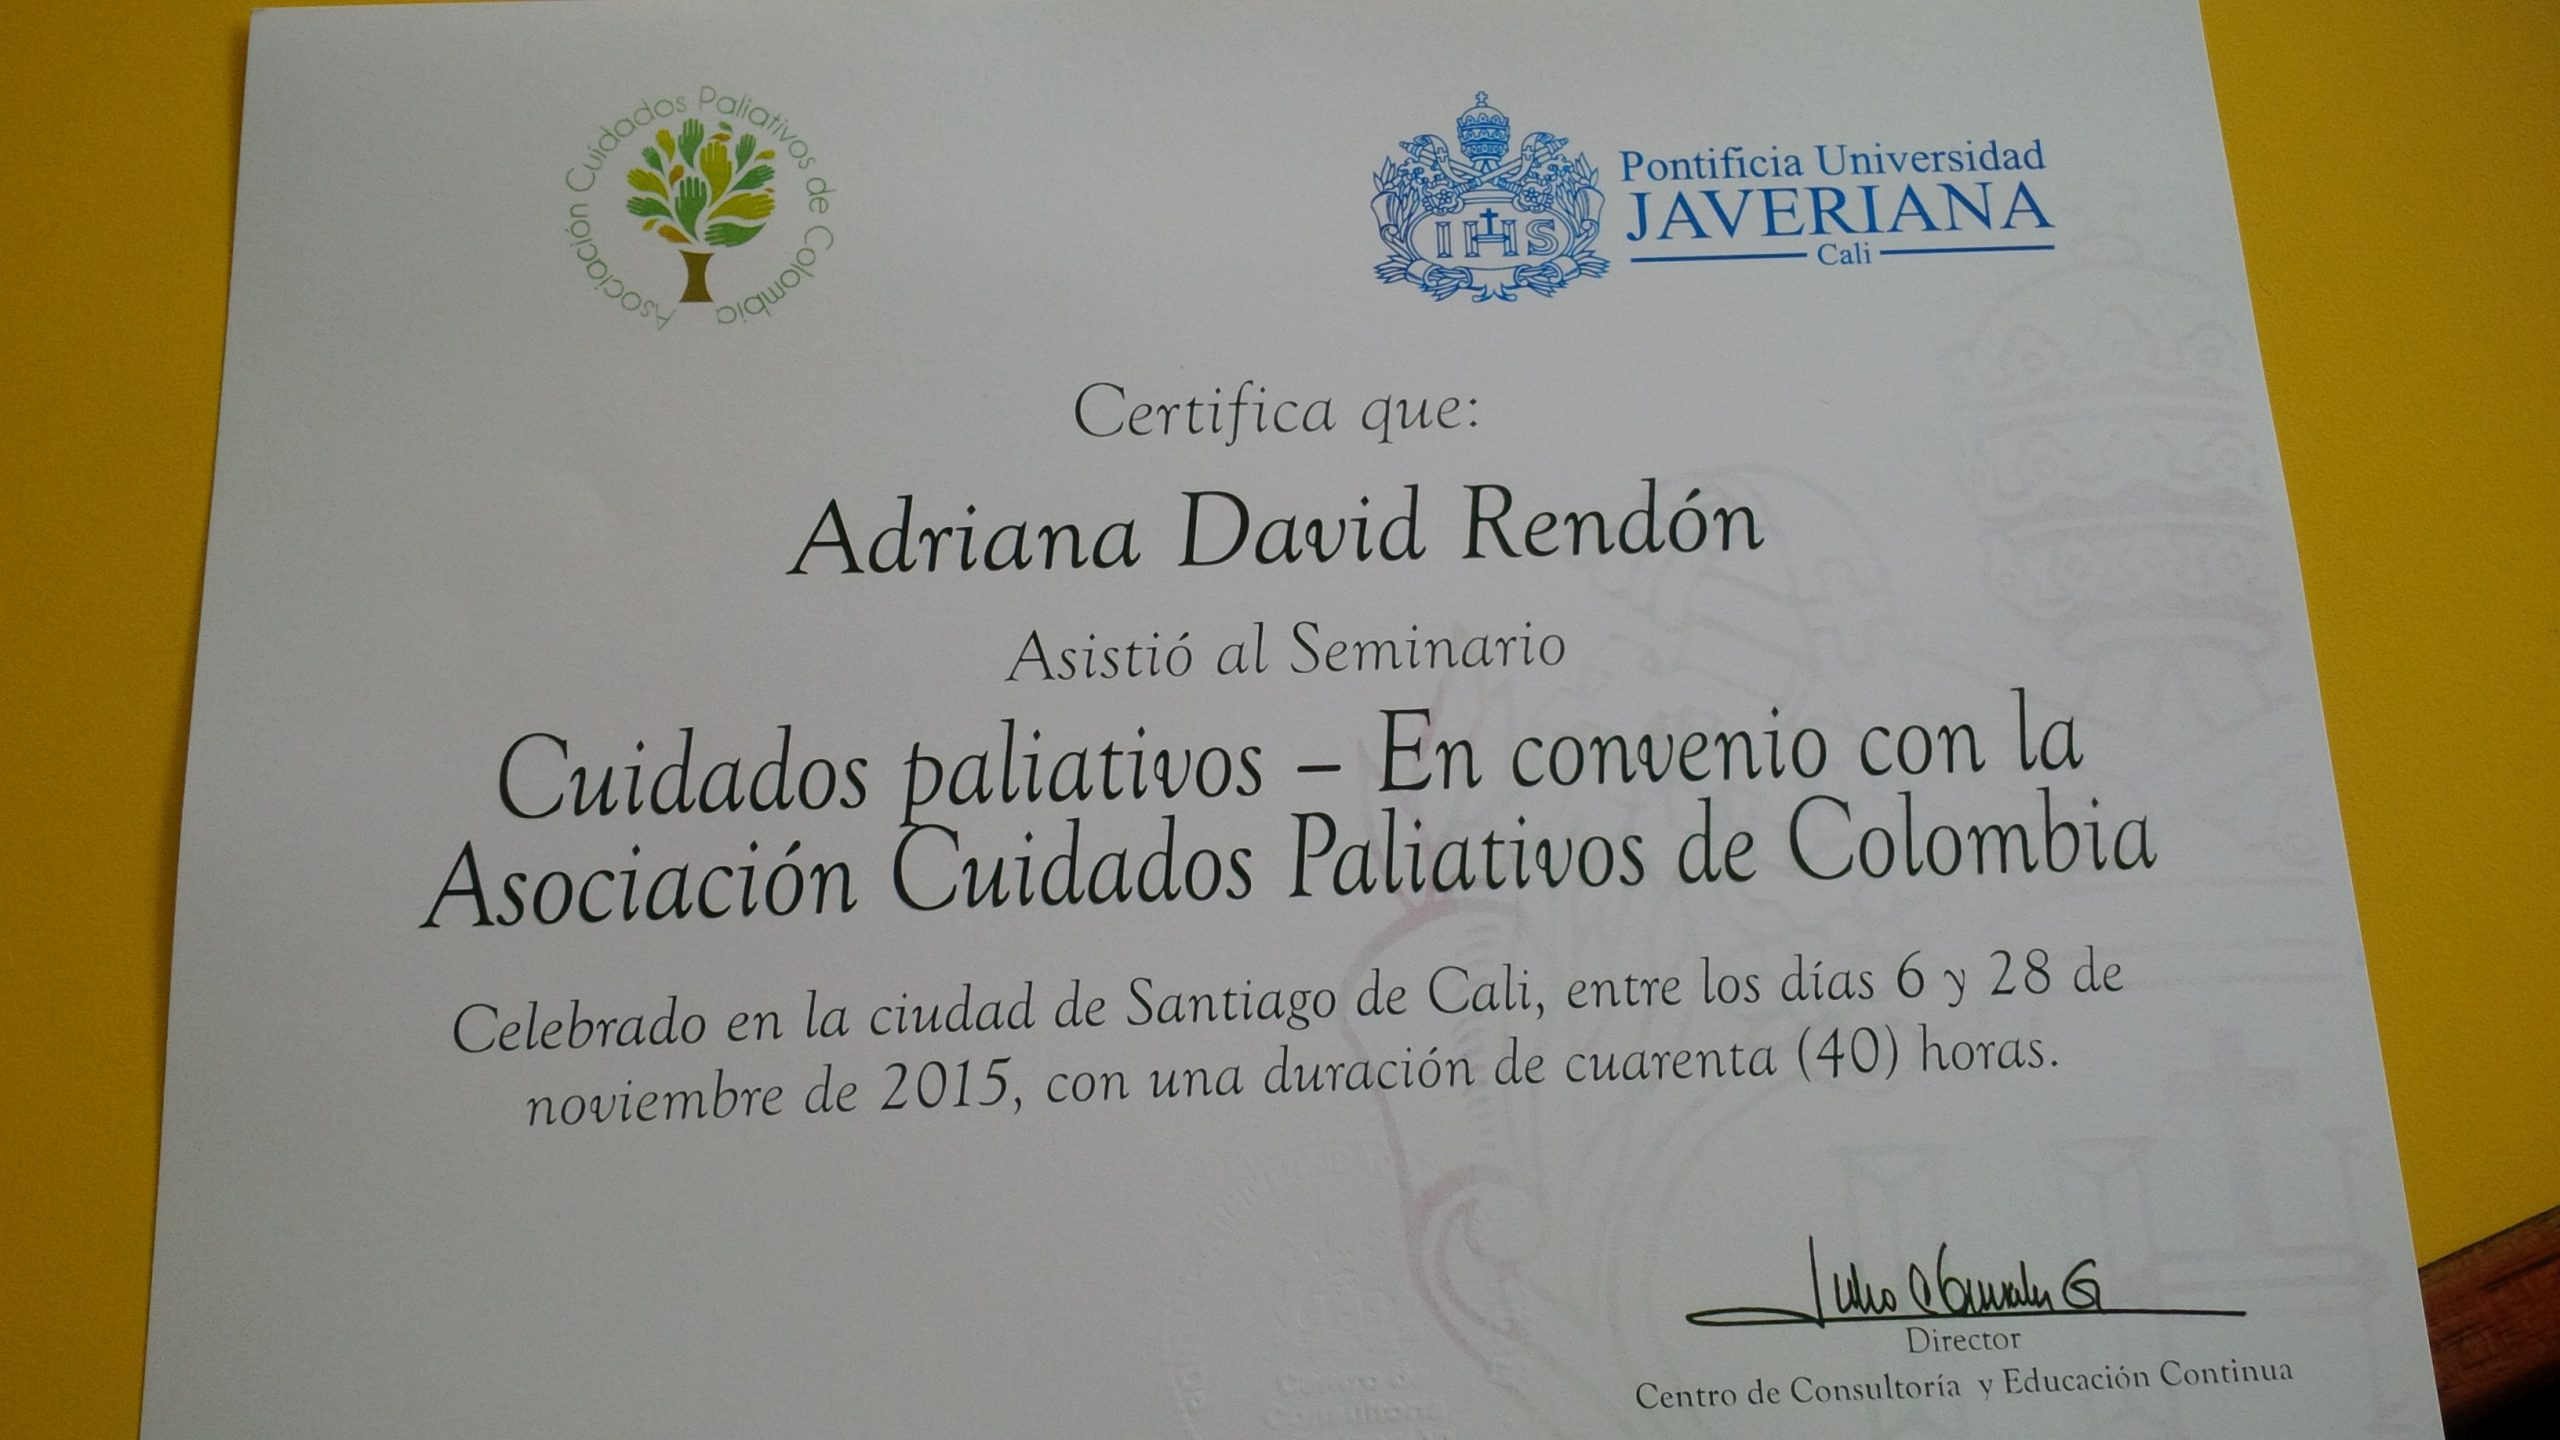 Asociación Cuidados Paliativos de Colombia
IHS
Pontificia Universidad
JAVERIANA
Cali
Certifica que:
Adriana David Rendón
Asistió al Seminario
Cuidados paliativos – En convenio con la
Asociación Cuidados Paliativos de Colombia
Celebrado en la ciudad de Santiago de Cali, entre los días 6 y 28 de
noviembre de 2015, con una duración de cuarenta (40) horas.
Director
Centro de Consultoría y Educación Continua